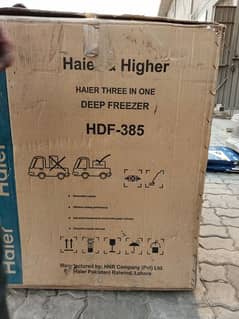 Haier & Higher
HAIER THREE IN ONE
DEEP FREEZER
HDF-385
Haier
Haier
Manufactured by: HNR Company (Pvt) Ltd.
Haier Pakistan Raiwind, Lahore